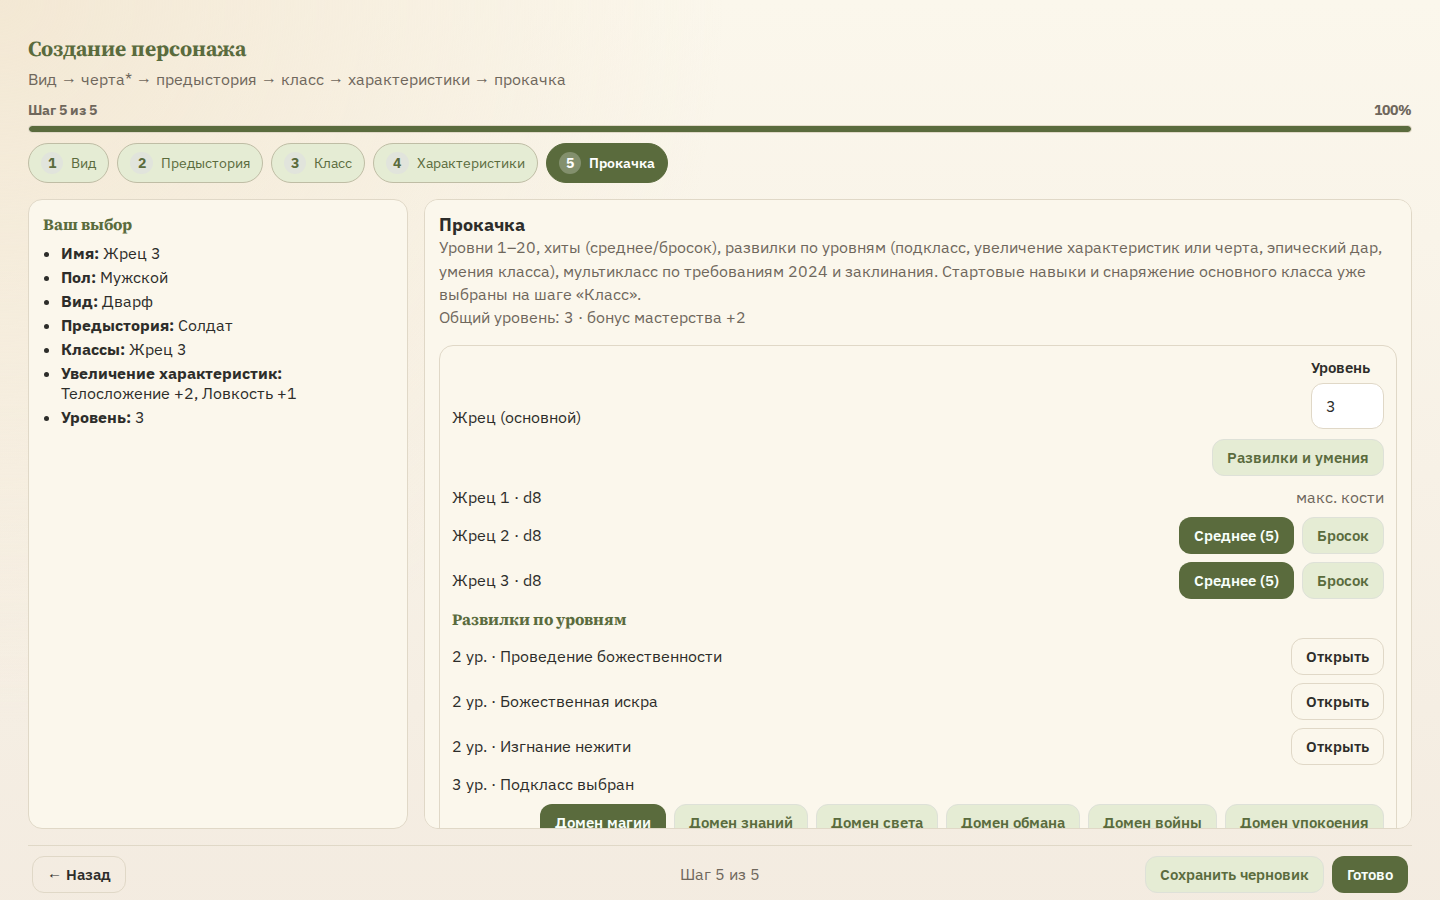 Создание персонажа
Вид → черта* → предыстория → класс → характеристики → прокачка
Шаг 5 из 5
100%
1 Вид
2 Предыстория
3 Класс
4 Характеристики
5 Прокачка
Ваш выбор
Имя: Жрец 3
Пол: Мужской
Вид: Дварф
Предыстория: Солдат
Классы: Жрец 3
Увеличение характеристик:
Телосложение +2, Ловкость +1
Уровень: 3
Прокачка
Уровни 1–20, хиты (среднее/бросок), развилки по уровням (подкласс, увеличение характеристик или черта, эпический дар,
умения класса), мультикласс по требованиям 2024 и заклинания. Стартовые навыки и снаряжение основного класса уже
выбраны на шаге «Класс».
Общий уровень: 3 · бонус мастерства +2
Уровень
Жрец (основной)
3
Развилки и умения
Жрец 1 · d8
макс. кости
Жрец 2 · d8
Среднее (5)
Бросок
Жрец 3 · d8
Среднее (5)
Бросок
Развилки по уровням
2 ур. · Проведение божественности
Открыть
2 ур. · Божественная искра
Открыть
2 ур. · Изгнание нежити
Открыть
3 ур. · Подкласс выбран
Домен магии
Домен знаний
Домен света
Домен обмана
Домен войны
Домен упокоения
← Назад
Шаг 5 из 5
Сохранить черновик
Готово